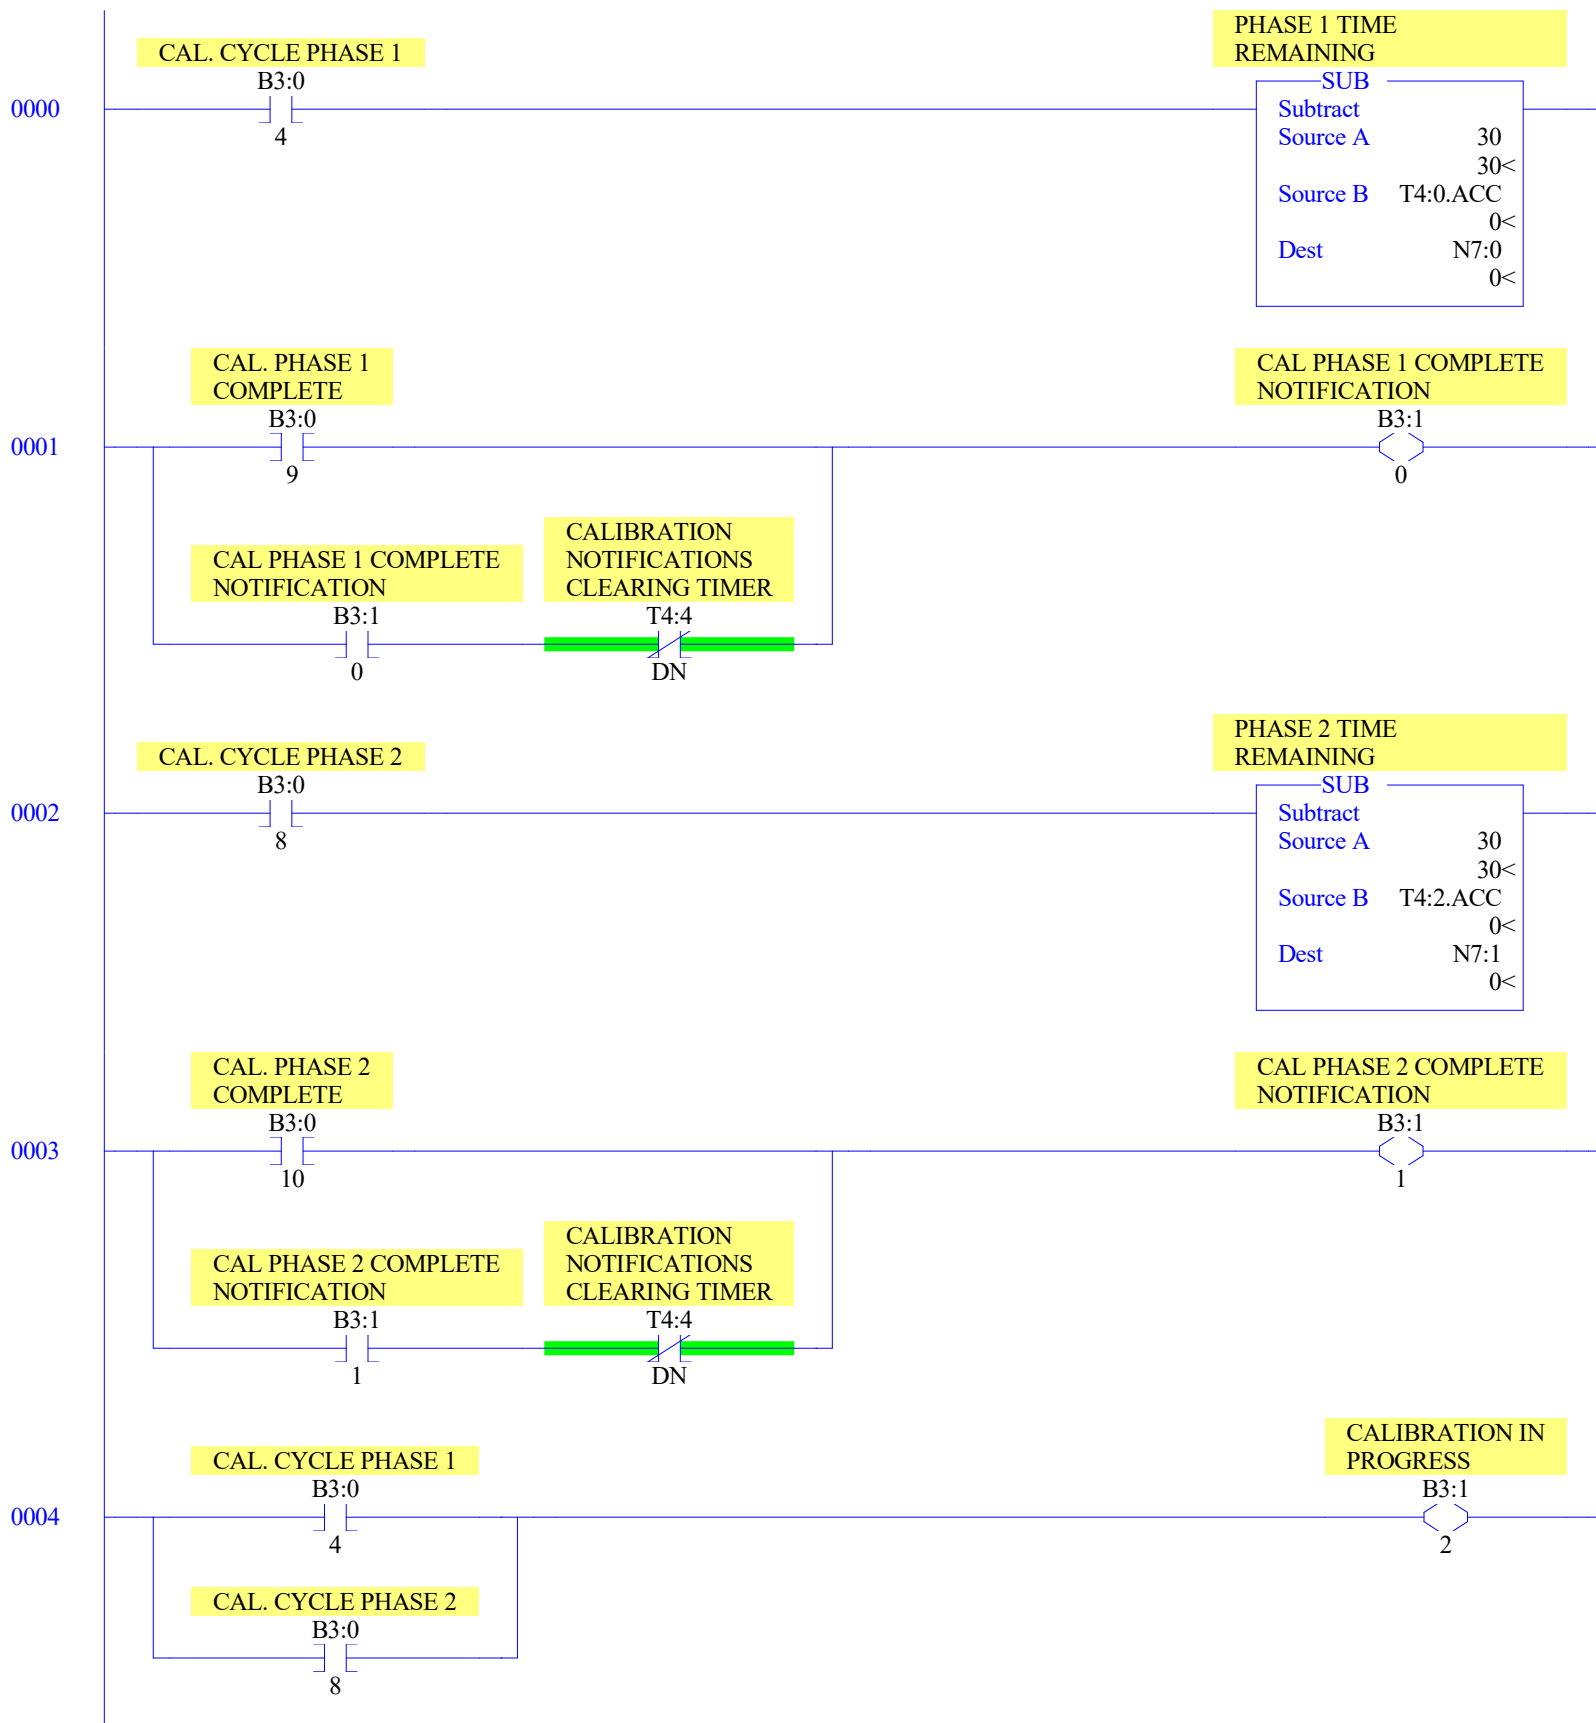 CAL. CYCLE PHASE 1
B3:0
4
0000
PHASE 1 TIME
REMAINING
SUB
Subtract
Source A 30
30<
Source B T4:0.ACC
0<
Dest N7:0
0<
CAL. PHASE 1
COMPLETE
B3:0
9
0001
CAL PHASE 1 COMPLETE
NOTIFICATION
B3:1
0
CAL PHASE 1 COMPLETE
NOTIFICATION
B3:1
0
CALIBRATION
NOTIFICATIONS
CLEARING TIMER
T4:4
DN
CAL. CYCLE PHASE 2
B3:0
8
0002
PHASE 2 TIME
REMAINING
SUB
Subtract
Source A 30
30<
Source B T4:2.ACC
0<
Dest N7:1
0<
CAL. PHASE 2
COMPLETE
B3:0
10
0003
CAL PHASE 2 COMPLETE
NOTIFICATION
B3:1
1
CAL PHASE 2 COMPLETE
NOTIFICATION
B3:1
1
CALIBRATION
NOTIFICATIONS
CLEARING TIMER
T4:4
DN
CAL. CYCLE PHASE 1
B3:0
4
0004
CALIBRATION IN
PROGRESS
B3:1
2
CAL. CYCLE PHASE 2
B3:0
8